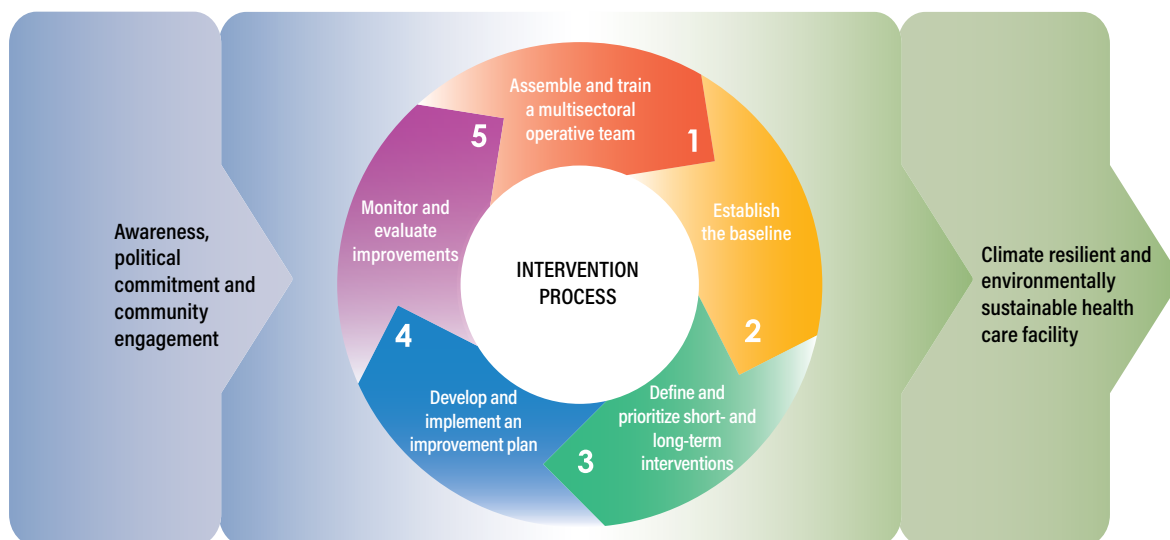 Awareness,
political
commitment and
community
engagement
INTERVENTION
PROCESS
Assemble and train
a multisectoral
operative team
1
Establish
the baseline
2
Define and
prioritize short- and
long-term
interventions
3
Develop and
implement an
improvement plan
4
Monitor and
evaluate
improvements
5
Climate resilient and
environmentally
sustainable health
care facility